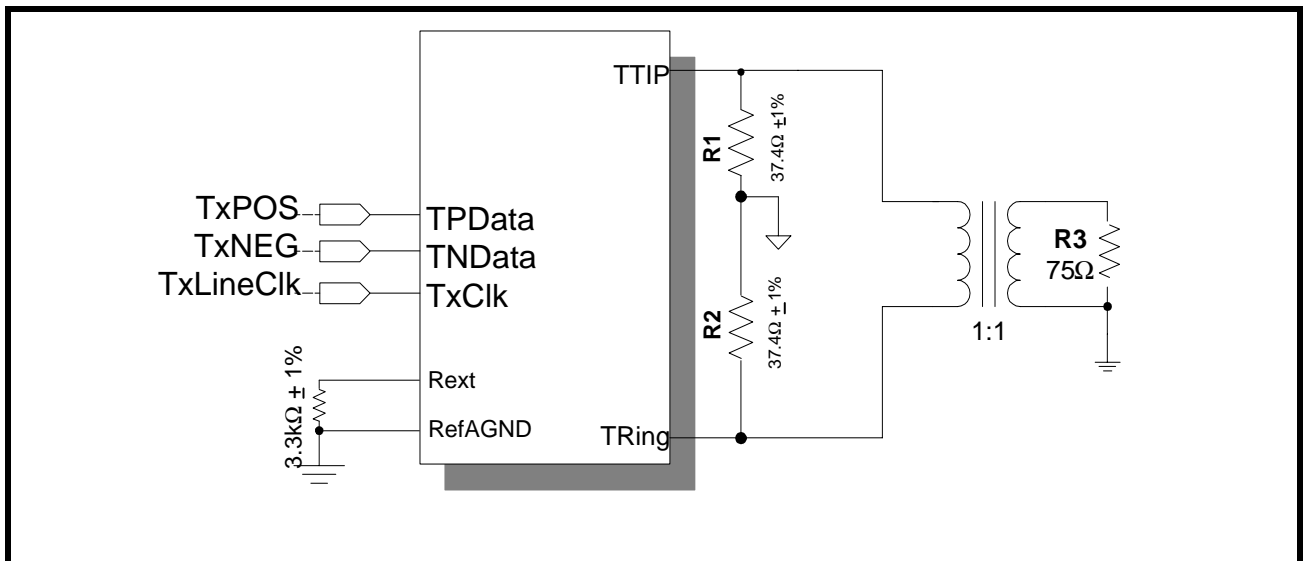 TTIP
R1
37.4Ω ±1%
TxPOS
TPData
TxNEG
TNData
TxLineClk
TxClk
R2
37.4Ω ± 1%
R3
75Ω
1:1
3.3kΩ ± 1%
Rext
RefAGND
TRing